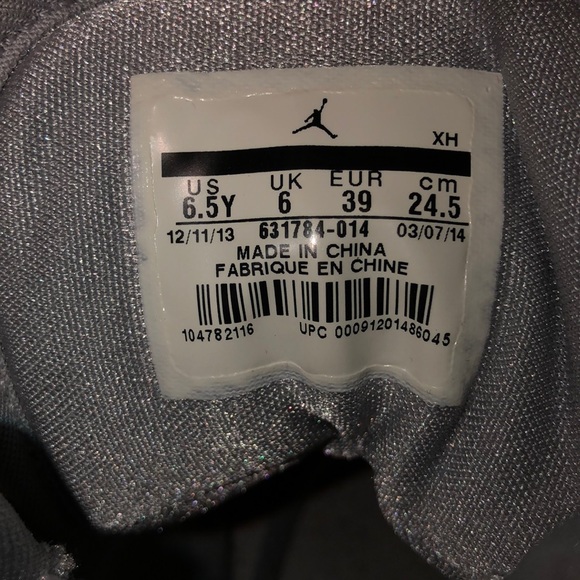 XH
US UK EUR cm
6.5Y 6 39 24.5
12/11/13 631784-014 03/07/14
MADE IN CHINA
FABRIQUE EN CHINE
104782116 UPC 00091201486045